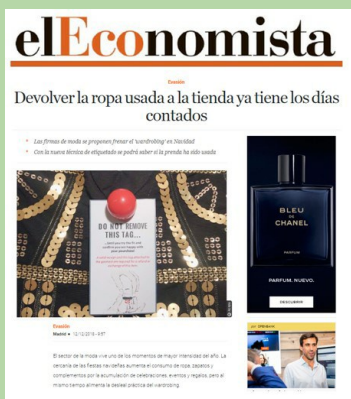 elEconomista
Evasión
Devolver la ropa usada a la tienda ya tiene los días
contados
Las firmas de moda se proponen frenar el 'wardrobing' en Navidad
Con la nueva técnica de etiquetado se podrá saber si la prenda ha sido usada
DO NOT REMOVE
THIS TAG...
BLEU
DE
CHANEL
PARFUM
PARFUM. NUEVO.
DESCUBRIR
Evasión
Madrid
El sector de la moda vive uno de los momentos de mayor intensidad del año. La
cercanía de las fiestas navideñas aumenta el consumo de ropa, zapatos y
complementos por la acumulación de celebraciones, eventos y regalos, pero al
mismo tiempo alimenta la desleal práctica del wardrobing.